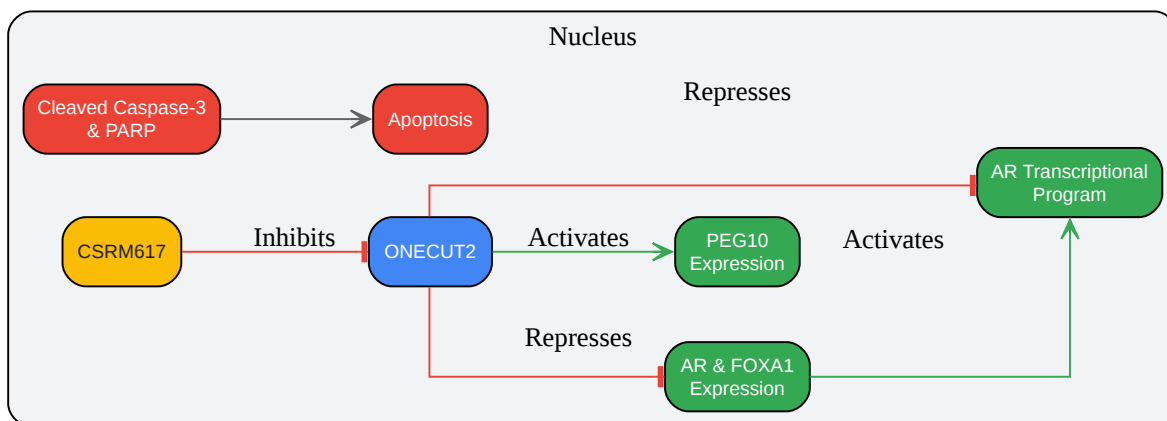 Nucleus
Represses
Cleaved Caspase-3
& PARP
Apoptosis
AR Transcriptional
Program
CSRM617
Inhibits
ONECUT2
Activates
PEG10
Expression
Activates
Represses
AR & FOXA1
Expression